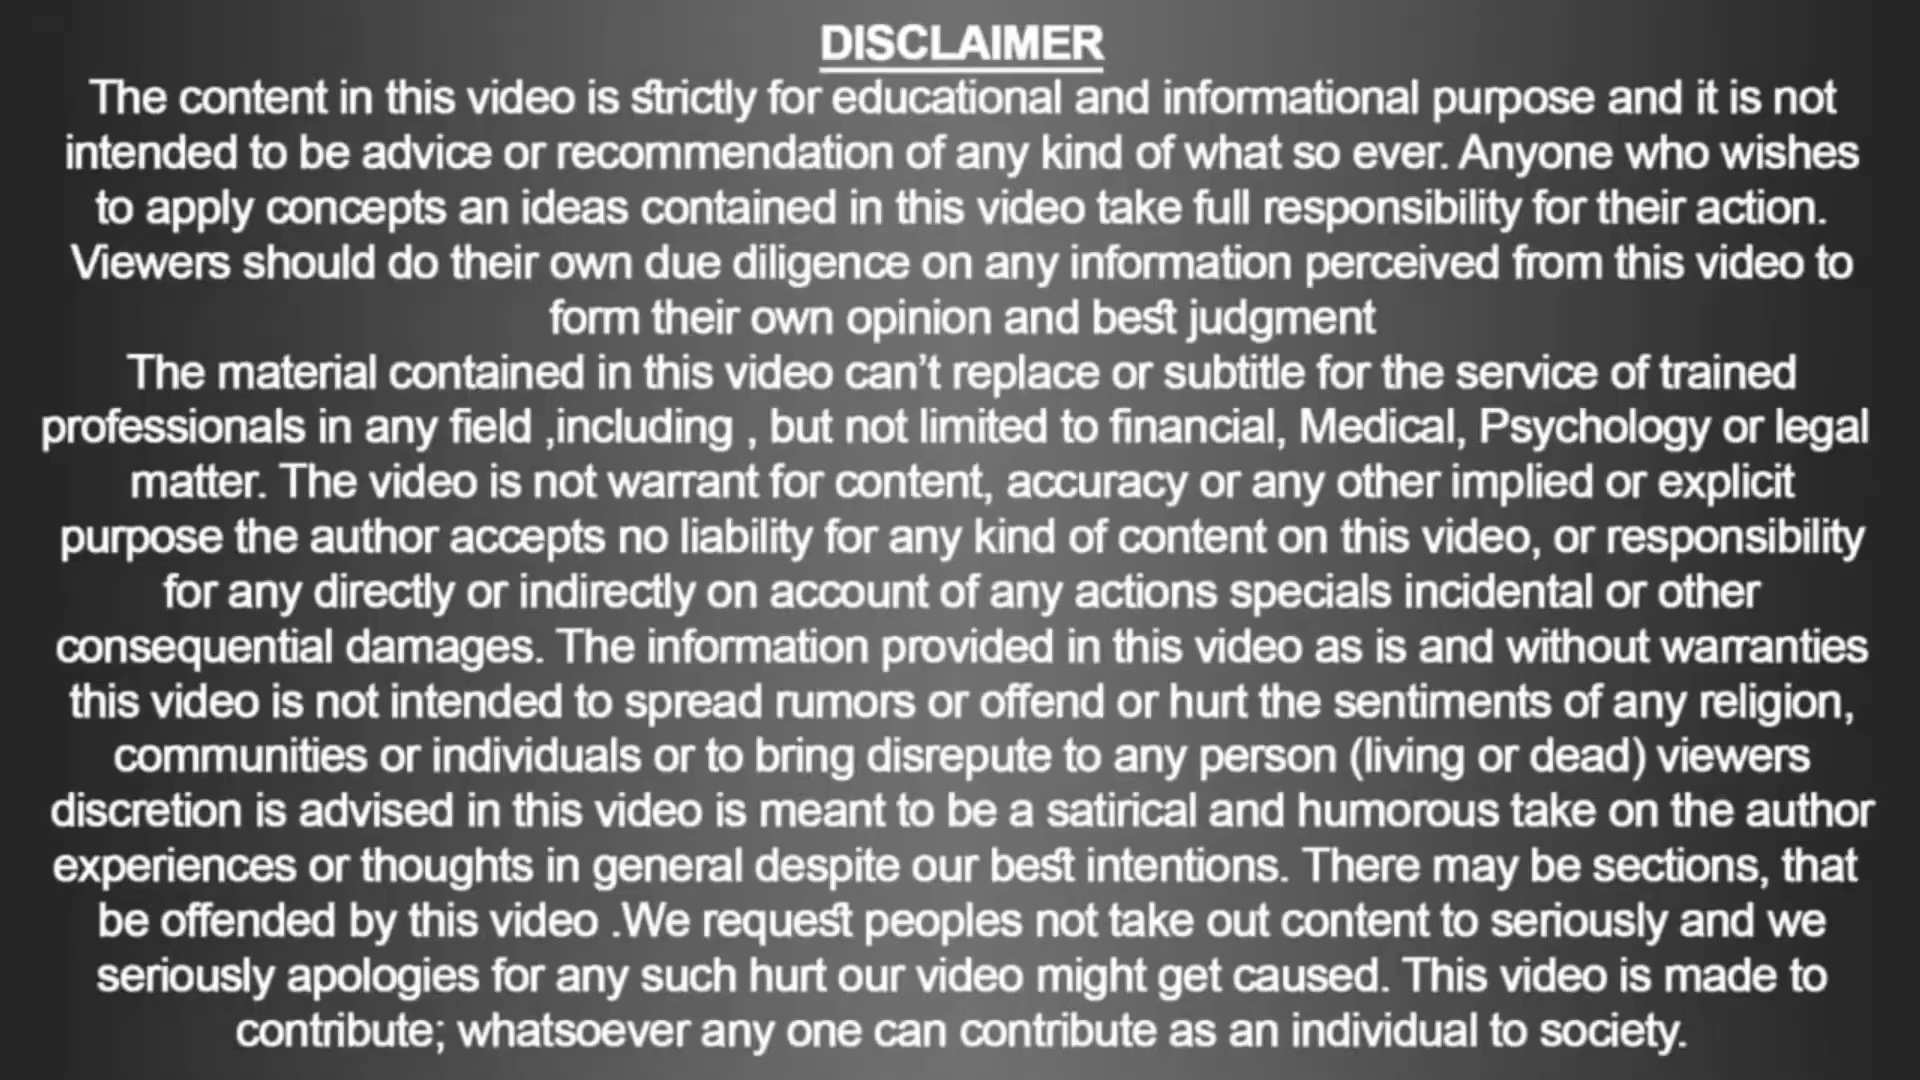 DISCLAIMER
The content in this video is strictly for educational and informational purpose and it is not
intended to be advice or recommendation of any kind of what so ever. Anyone who wishes
to apply concepts an ideas contained in this video take full responsibility for their action.
Viewers should do their own due diligence on any information perceived from this video to
form their own opinion and best judgment
The material contained in this video can't replace or subtitle for the service of trained
professionals in any field ,including , but not limited to financial, Medical, Psychology or legal
matter. The video is not warrant for content, accuracy or any other implied or explicit
purpose the author accepts no liability for any kind of content on this video, or responsibility
for any directly or indirectly on account of any actions specials incidental or other
consequential damages. The information provided in this video as is and without warranties
this video is not intended to spread rumors or offend or hurt the sentiments of any religion,
communities or individuals or to bring disrepute to any person (living or dead) viewers
discretion is advised in this video is meant to be a satirical and humorous take on the author
experiences or thoughts in general despite our best intentions. There may be sections, that
be offended by this video .We request peoples not take out content to seriously and we
seriously apologies for any such hurt our video might get caused. This video is made to
contribute; whatsoever any one can contribute as an individual to society.